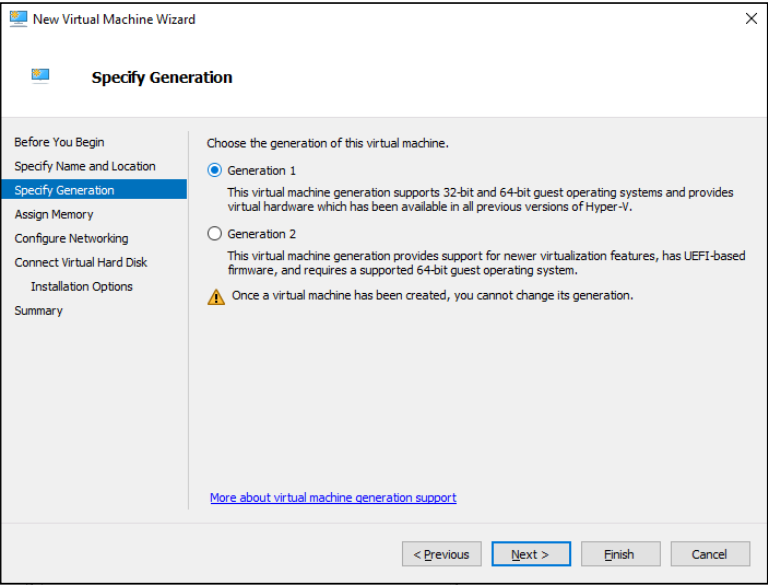 New Virtual Machine Wizard
Specify Generation
Before You Begin
Specify Name and Location
Specify Generation
Assign Memory
Configure Networking
Connect Virtual Hard Disk
Installation Options
Summary
Choose the generation of this virtual machine.
Generation 1
This virtual machine generation supports 32-bit and 64-bit guest operating systems and provides
virtual hardware which has been available in all previous versions of Hyper-V.
Generation 2
This virtual machine generation provides support for newer virtualization features, has UEFI-based
firmware, and requires a supported 64-bit guest operating system.
Once a virtual machine has been created, you cannot change its generation.
More about virtual machine generation support
< Previous
Next >
Finish
Cancel